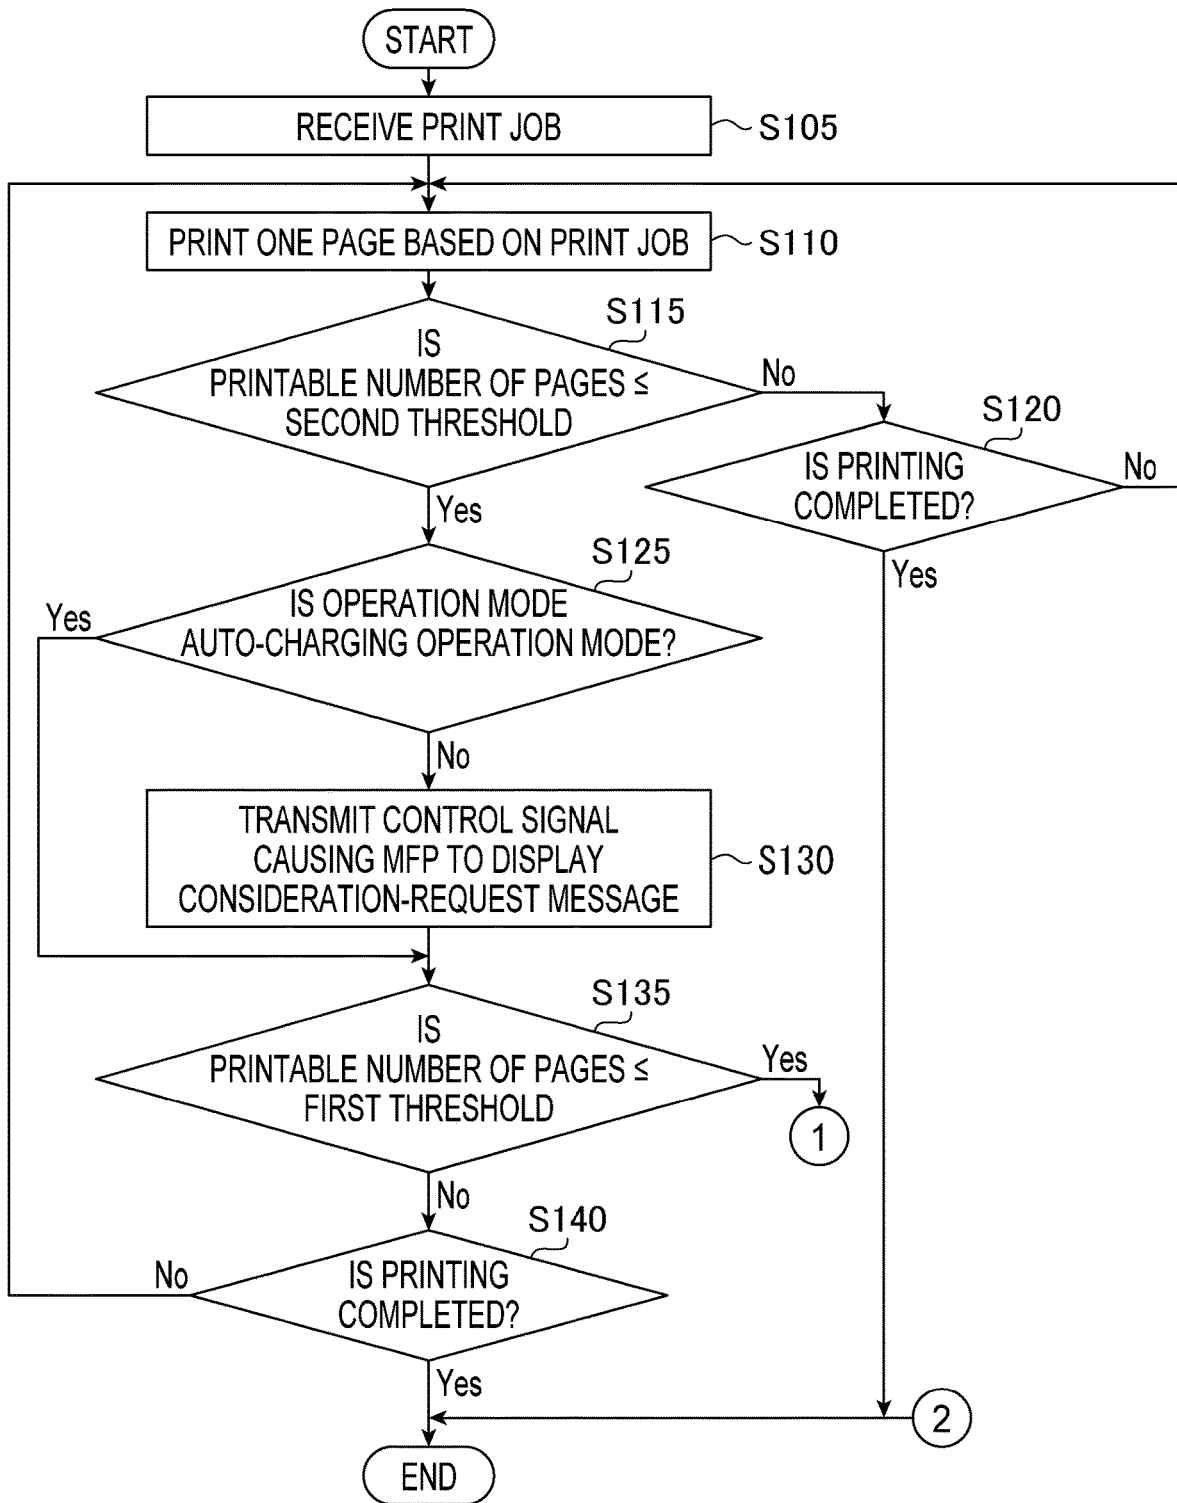 START
RECEIVE PRINT JOB
S105
PRINT ONE PAGE BASED ON PRINT JOB
S110
S115
IS
PRINTABLE NUMBER OF PAGES ≤
SECOND THRESHOLD
No
Yes
S120
IS PRINTING
COMPLETED?
No
Yes
S125
IS OPERATION MODE
AUTO-CHARGING OPERATION MODE?
Yes
No
TRANSMIT CONTROL SIGNAL
CAUSING MFP TO DISPLAY
CONSIDERATION-REQUEST MESSAGE
S130
S135
IS
PRINTABLE NUMBER OF PAGES ≤
FIRST THRESHOLD
Yes
1
No
S140
IS PRINTING
COMPLETED?
No
Yes
2
END